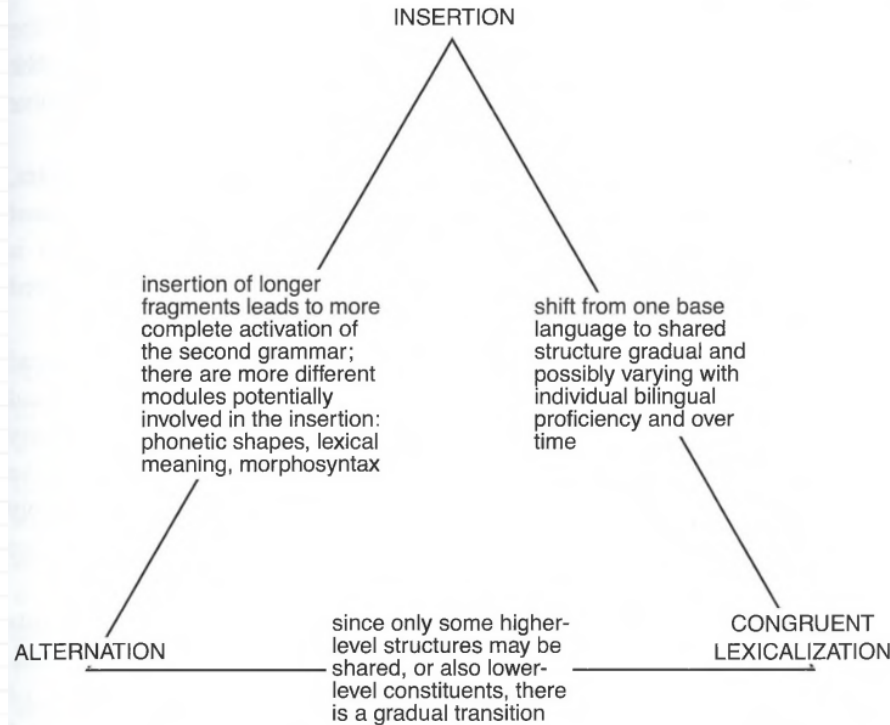 INSERTION
insertion of longer
fragments leads to more
complete activation of
the second grammar;
there are more different
modules potentially
involved in the insertion:
phonetic shapes, lexical
meaning, morphosyntax
shift from one base
language to shared
structure gradual and
possibly varying with
individual bilingual
proficiency and over
time
ALTERNATION
since only some higher-
level structures may be
shared, or also lower-
level constituents, there
is a gradual transition
CONGRUENT
LEXICALIZATION